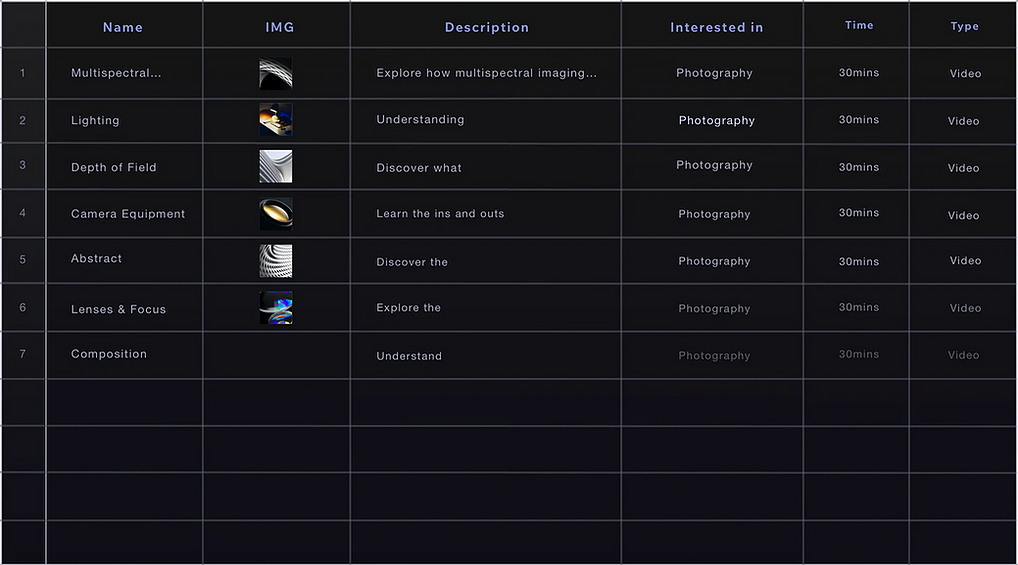 Name IMG Description Interested in Time Type
1 Multispectral... Explore how multispectral imaging... Photography 30mins Video
2 Lighting Understanding Photography 30mins Video
3 Depth of Field Discover what Photography 30mins Video
4 Camera Equipment Learn the ins and outs Photography 30mins Video
5 Abstract Discover the Photography 30mins Video
6 Lenses & Focus Explore the Photography 30mins Video
7 Composition Understand Photography 30mins Video